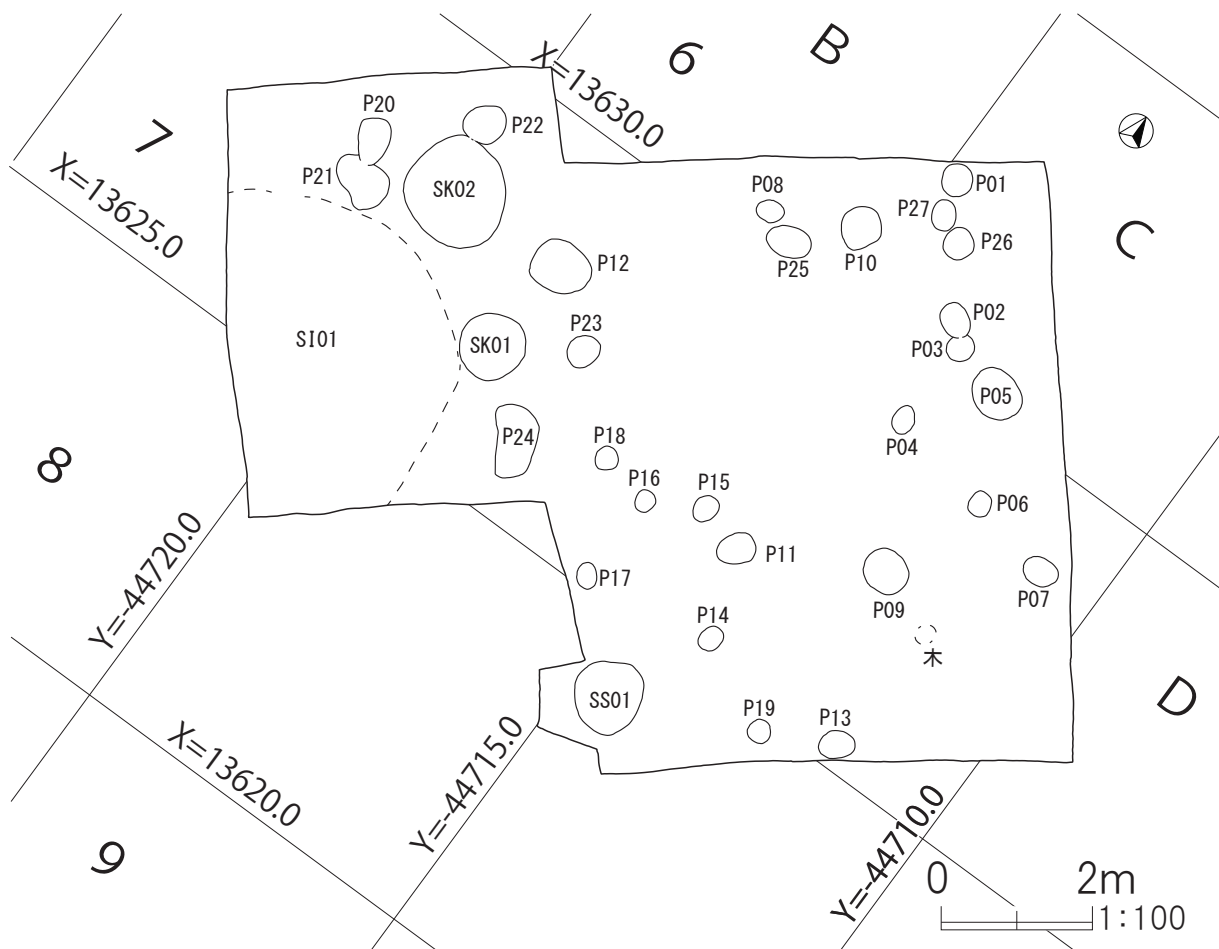 6
B
X=13630.0
7
P20
P22
P21
SK02
X=13625.0
P08
P01
P27
P25
P10
P26
C
P12
P02
P03
SI01
SK01
P23
P05
P04
P24
P18
8
P16
P15
P06
P11
P17
P07
P09
Y=-44720.0
P14
木
SS01
D
P19
P13
X=13620.0
Y=-44715.0
Y=-44710.0
9
0
2m
1:100